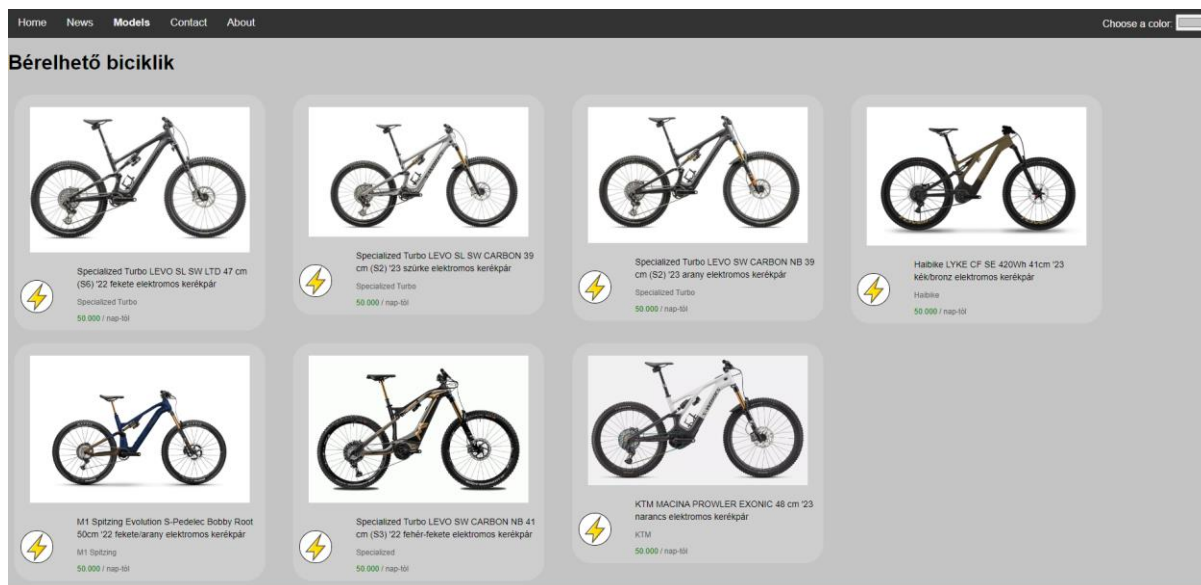 Home News Models Contact About
Choose a color:
Bérelhető biciklik
Specialized Turbo LEVO SL SW LTD 47 cm
(S6) '22 fekete elektromos kerékpár
Specialized Turbo
50.000 / nap-tól
Specialized Turbo LEVO SL SW CARBON 39
cm (S2) '23 szürke elektromos kerékpár
Specialized Turbo
50.000 / nap-tól
Specialized Turbo LEVO SW CARBON NB 39
cm (S2) '23 arany elektromos kerékpár
Specialized Turbo
50.000 / nap-tól
Haibike LYKE CF SE 420Wh 41cm '23
kék/bronz elektromos kerékpár
Haibike
50.000 / nap-tól
M1 Spitzing Evolution S-Pedelec Bobby Root
50cm '22 fekete/arany elektromos kerékpár
M1 Spitzing
50.000 / nap-tól
Specialized Turbo LEVO SW CARBON NB 41
cm (S3) '22 fehér-fekete elektromos kerékpár
Specialized
50.000 / nap-tól
KTM MACINA PROWLER EXONIC 48 cm '23
narancs elektromos kerékpár
KTM
50.000 / nap-tól